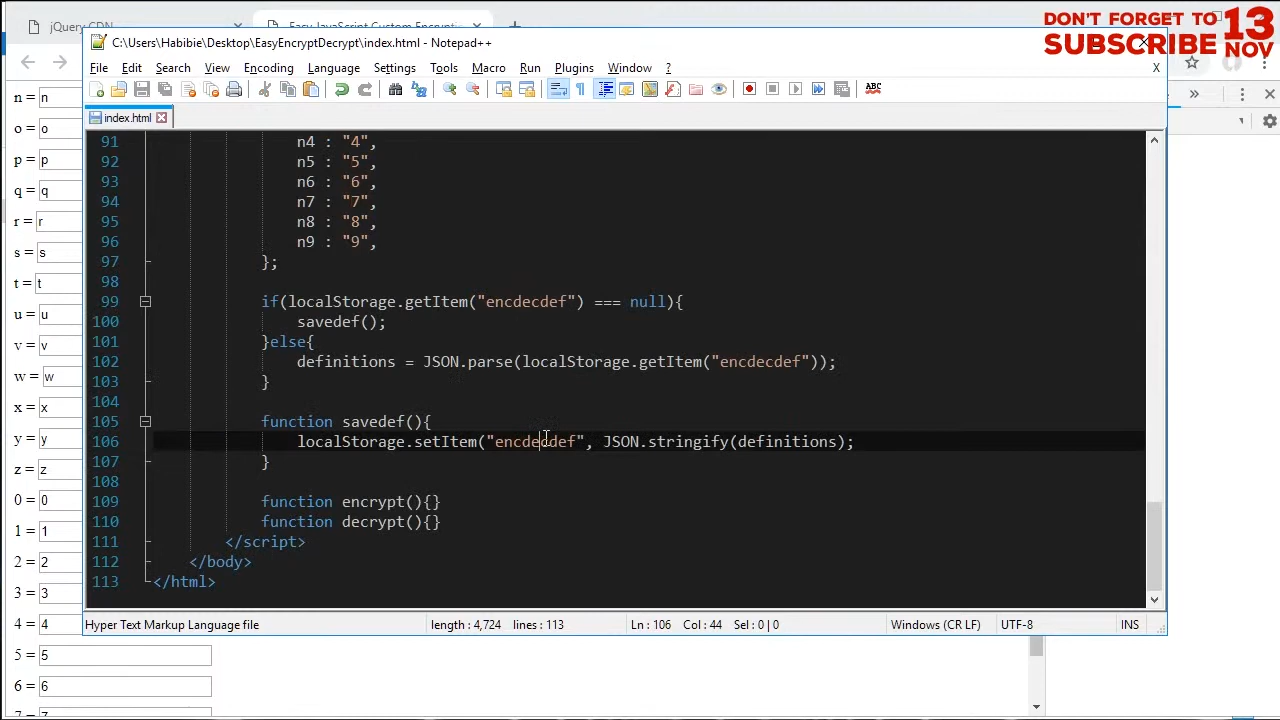 jQuery CDN
Easy JavaScript Custom Encrypt
DON'T FORGET TO
SUBSCRIBE
13
NOV
C:\Users\Habibie\Desktop\EasyEncryptDecrypt\index.html - Notepad++
File Edit Search View Encoding Language Settings Tools Macro Run Plugins Window ?
X
index.html
91 n4 : "4",
92 n5 : "5",
93 n6 : "6",
94 n7 : "7",
95 n8 : "8",
96 n9 : "9",
97 };
98
99 if(localStorage.getItem("encdecdef") === null){
100 savedef();
101 }else{
102 definitions = JSON.parse(localStorage.getItem("encdecdef"));
103 }
104
105 function savedef(){
106 localStorage.setItem("encdecdef", JSON.stringify(definitions);
107 }
108
109 function encrypt(){}
110 function decrypt(){}
111 </script>
112 </body>
113 </html>
Hyper Text Markup Language file length : 4,724 lines : 113 Ln : 106 Col : 44 Sel : 0 | 0 Windows (CR LF) UTF-8 INS
n = n
o = o
p = p
q = q
r = r
s = s
t = t
u = u
v = v
w = w
x = x
y = y
z = z
0 = 0
1 = 1
2 = 2
3 = 3
4 = 4
5 = 5
6 = 6